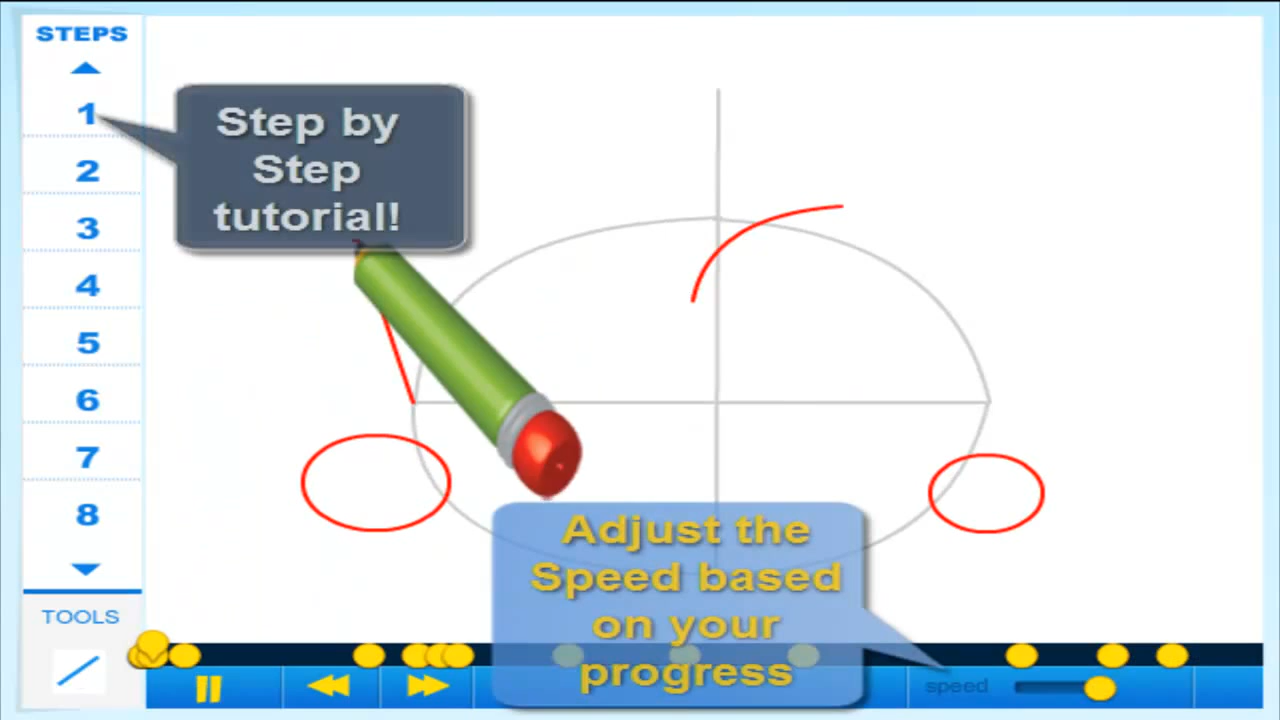 STEPS
1
2
3
4
5
6
7
8
TOOLS
Step by
Step
tutorial!
Adjust the
Speed based
on your
progress
speed